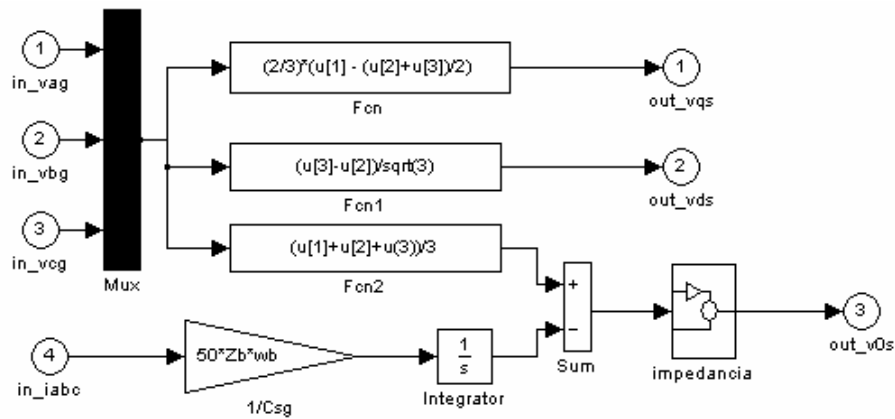 1
in_vag
2
in_vbg
3
in_vcg
Mux
(2/3)*(u[1] - (u[2]+u[3])/2)
Fcn
1
out_vqs
(u[3]-u[2])/sqrt(3)
Fcn1
2
out_vds
(u[1]+u[2]+u(3))/3
Fcn2
4
in_iabc
50*Zb*wb
1/Csg
1
s
Integrator
+
−
Sum
impedancia
3
out_v0s